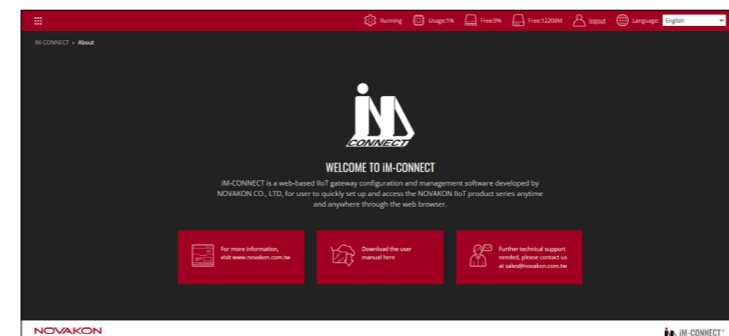 Running Usage:1% Free:9% Free:12208M logout Language: English
iM-CONNECT • About
iM
CONNECT
WELCOME TO iM-CONNECT
iM-CONNECT is a web-based IIoT gateway configuration and management software developed by
NOVAKON CO., LTD, for user to quickly set up and access the NOVAKON IIoT product series anytime
and anywhere through the web browser.
For more information,
visit www.novakon.com.tw
Download the user
manual here
Further technical support
needed, please contact us
at sales@novakon.com.tw
NOVAKON iM-CONNECT